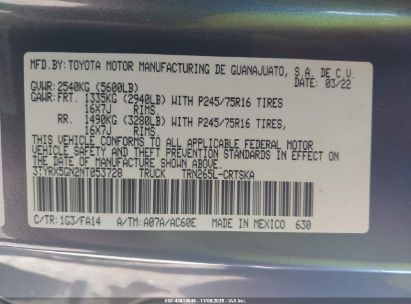 MFD.BY:TOYOTA MOTOR MANUFACTURING DE GUANAJUATO, S.A. DE C.V.
GVWR:2540KG (5600LB) 03/22
GAWR:FRT. 1335KG (2940LB) WITH P245/75R16 TIRES
16X7J RIMS,
RR. 1490KG (3280LB) WITH P245/75R16 TIRES,
16X7J RIMS.
THIS VEHICLE CONFORMS TO ALL APPLICABLE FEDERAL MOTOR
VEHICLE SAFETY AND THEFT PREVENTION STANDARDS IN EFFECT
ON THE DATE OF MANUFACTURE SHOWN ABOVE.
3TYRX5GN2NT053728 TRUCK TRN265L-CRTSKA
C/TR:1G3/FA14 A/TM:A07A/AC60E MADE IN MEXICO 630